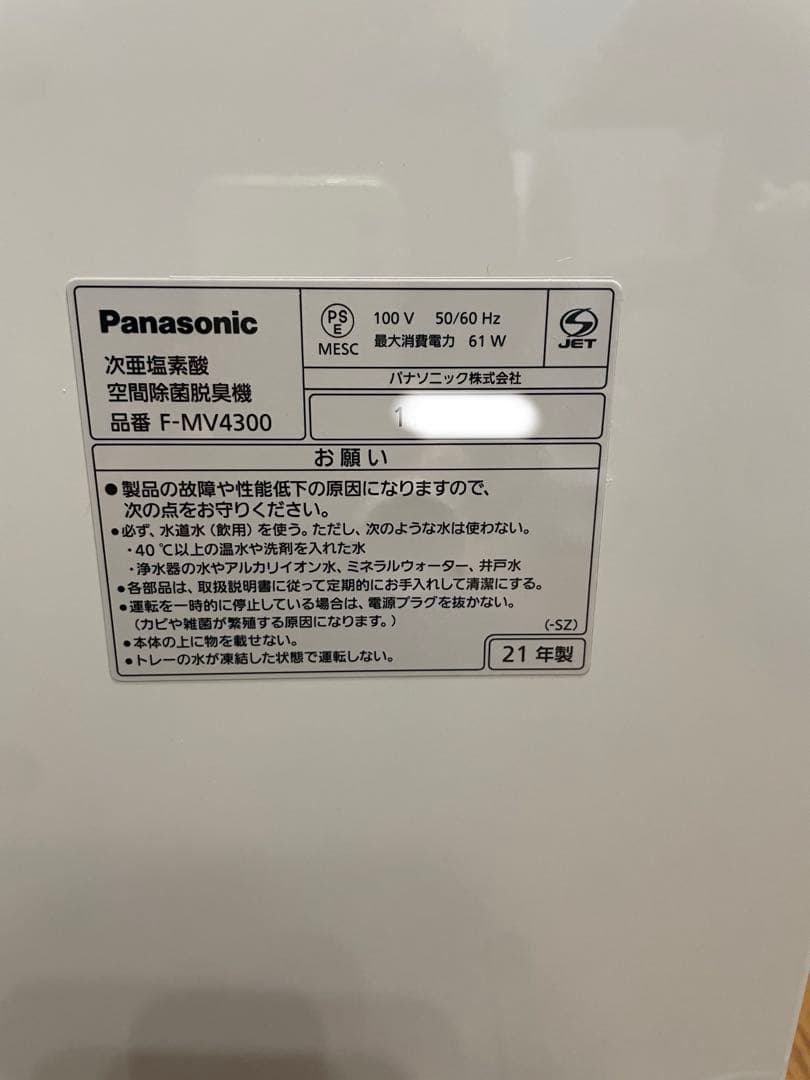 Panasonic
次亜塩素酸
空間除菌脱臭機
品番 F-MV4300
PS
E
MESC
100 V 50/60 Hz
最大消費電力 61 W
JET
パナソニック株式会社
1
お願い
●製品の故障や性能低下の原因になりますので、
次の点をお守りください。
●必ず、水道水(飲用)を使う。ただし、次のような水は使わない。
・40 ℃以上の温水や洗剤を入れた水
・浄水器の水やアルカリイオン水、ミネラルウォーター、井戸水
●各部品は、取扱説明書に従って定期的にお手入れして清潔にする。
●運転を一時的に停止している場合は、電源プラグを抜かない。
(カビや雑菌が繁殖する原因になります。)
●本体の上に物を載せない。
●トレーの水が凍結した状態で運転しない。
(-SZ)
21 年製